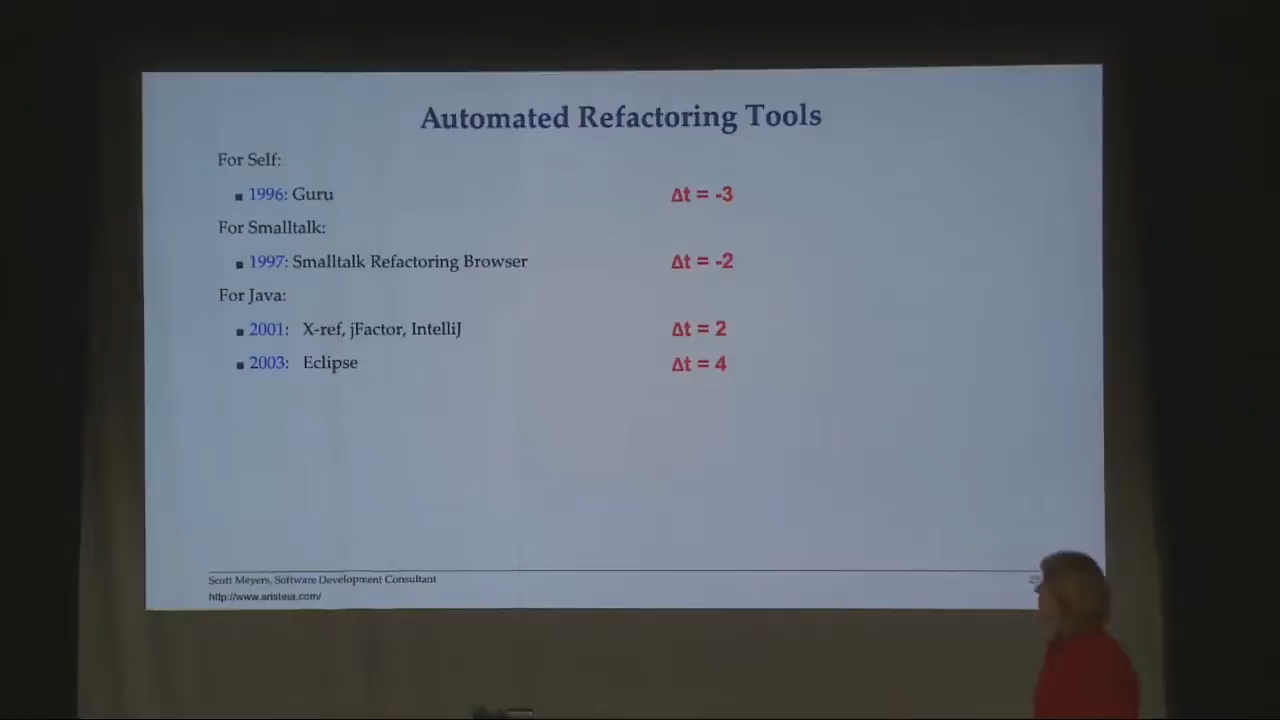 Automated Refactoring Tools
For Self:
■ 1996: Guru Δt = -3
For Smalltalk:
■ 1997: Smalltalk Refactoring Browser Δt = -2
For Java:
■ 2001: X-ref, jFactor, IntelliJ Δt = 2
■ 2003: Eclipse Δt = 4
Scott Meyers, Software Development Consultant
http://www.aristeia.com/